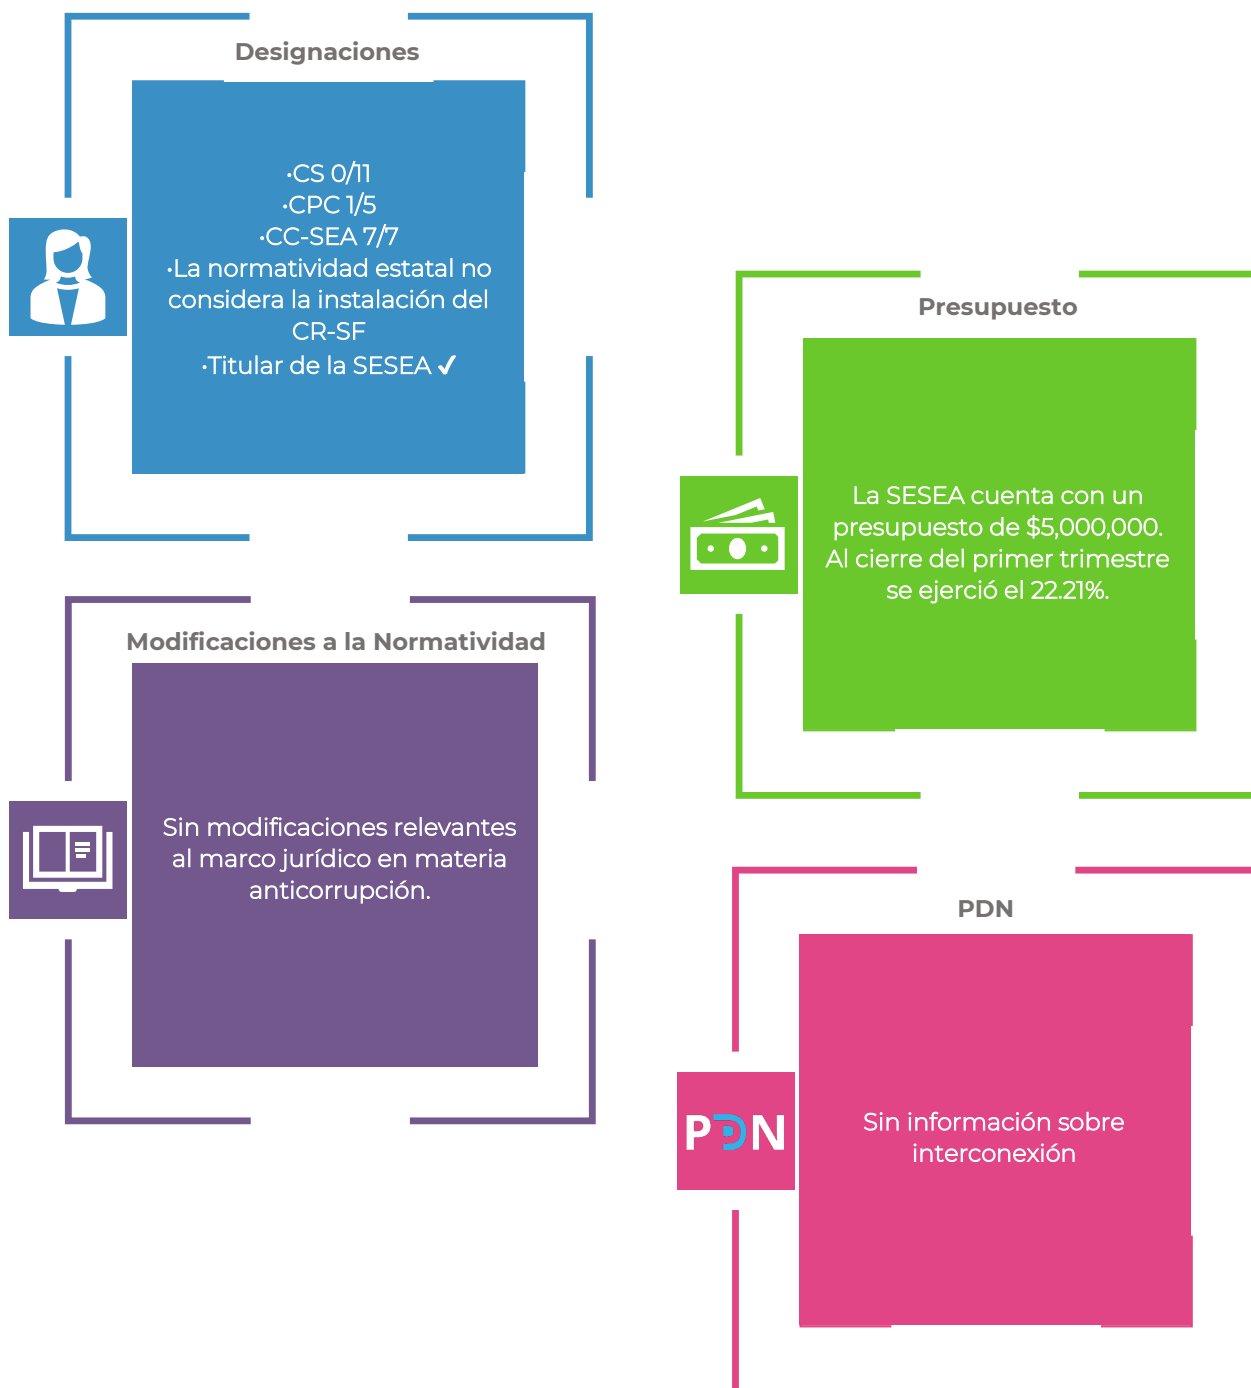 Designaciones
•CS 0/11
•CPC 1/5
•CC-SEA 7/7
•La normatividad estatal no
considera la instalación del
CR-SF
•Titular de la SESEA ✓
Modificaciones a la Normatividad
Sin modificaciones relevantes
al marco jurídico en materia
anticorrupción.
Presupuesto
La SESEA cuenta con un
presupuesto de $5,000,000.
Al cierre del primer trimestre
se ejerció el 22.21%.
PDN
PDN
Sin información sobre
interconexión